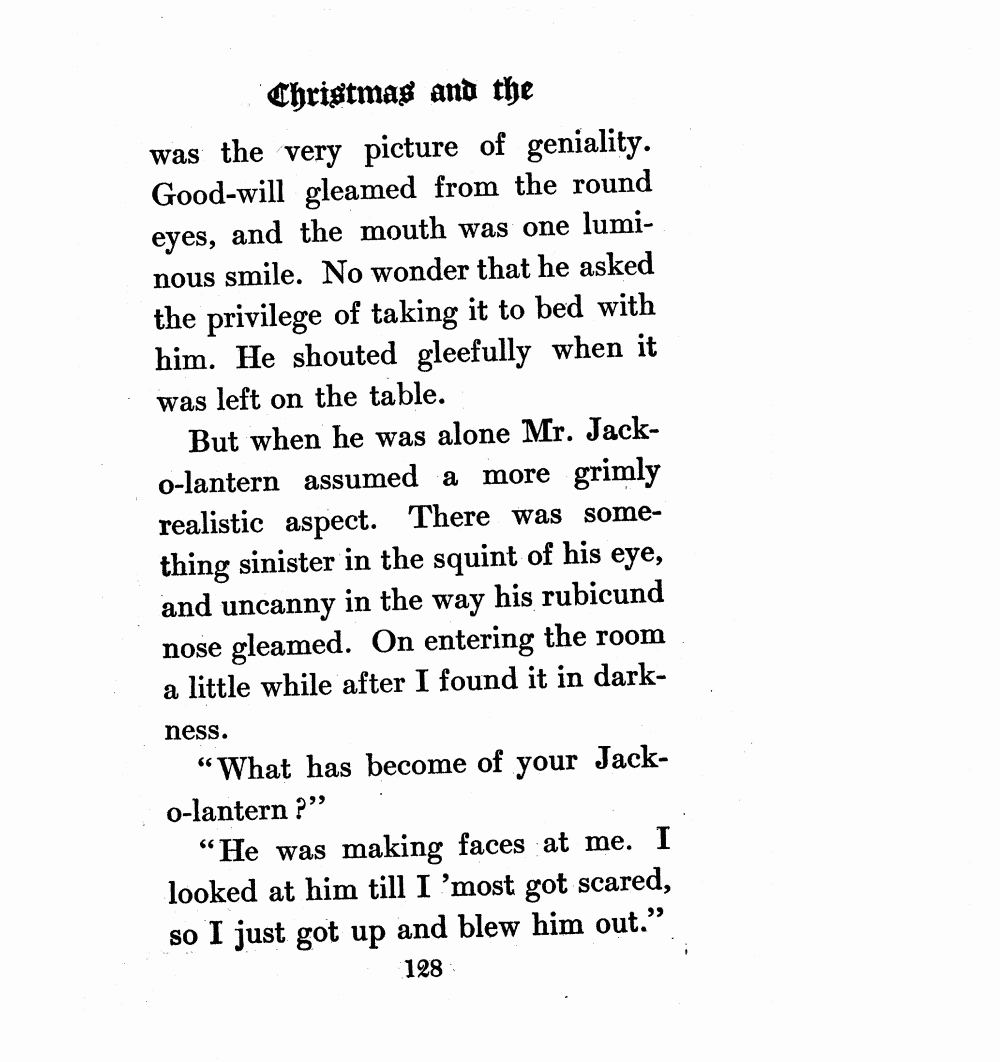 Christmas and the
was the very picture of geniality.
Good-will gleamed from the round
eyes, and the mouth was one lumi-
nous smile. No wonder that he asked
the privilege of taking it to bed with
him. He shouted gleefully when it
was left on the table.
But when he was alone Mr. Jack-
o-lantern assumed a more grimly
realistic aspect. There was some-
thing sinister in the squint of his eye,
and uncanny in the way his rubicund
nose gleamed. On entering the room
a little while after I found it in dark-
ness.
“What has become of your Jack-
o-lantern?”
“He was making faces at me. I
looked at him till I ’most got scared,
so I just got up and blew him out.”
128